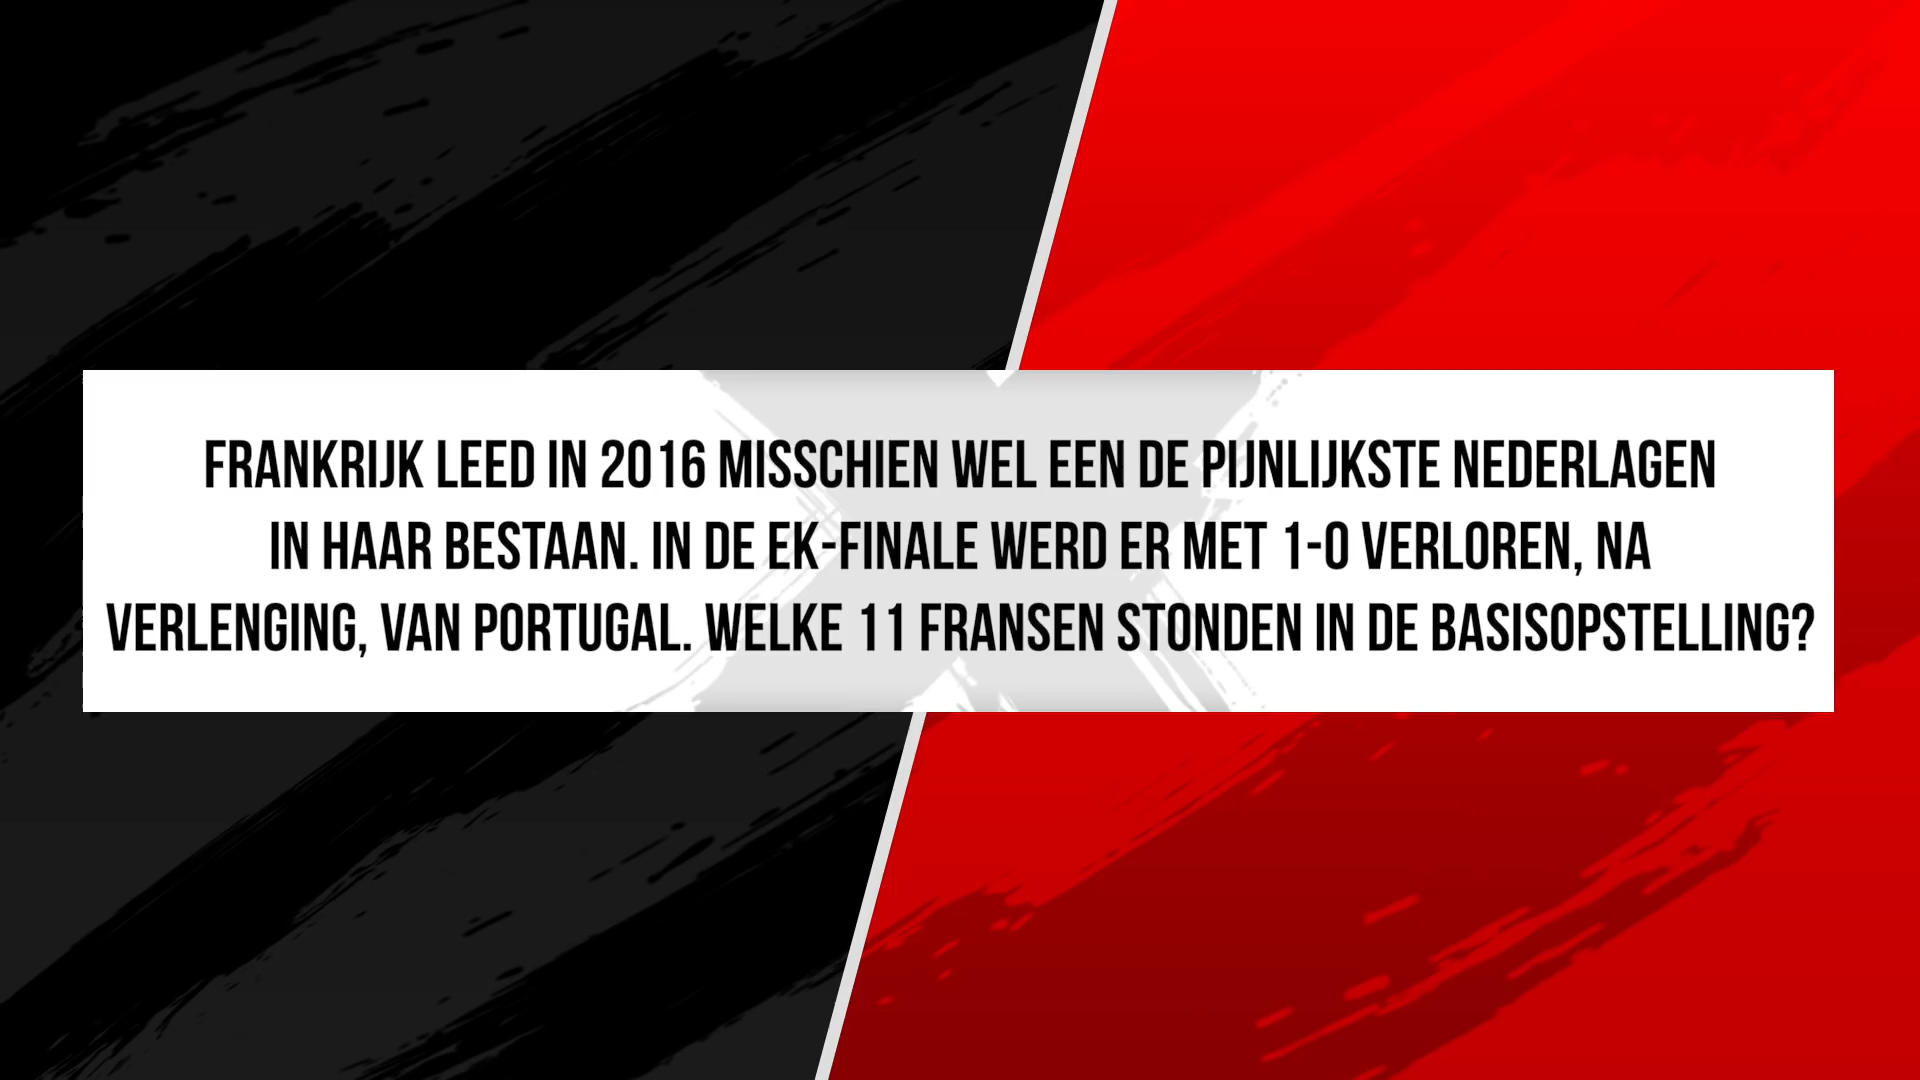 FRANKRIJK LEED IN 2016 MISSCHIEN WEL EEN DE PIJNLIJKSTE NEDERLAGEN
IN HAAR BESTAAN. IN DE EK-FINALE WERD ER MET 1-0 VERLOREN, NA
VERLENGING, VAN PORTUGAL. WELKE 11 FRANSEN STONDEN IN DE BASISOPSTELLING?